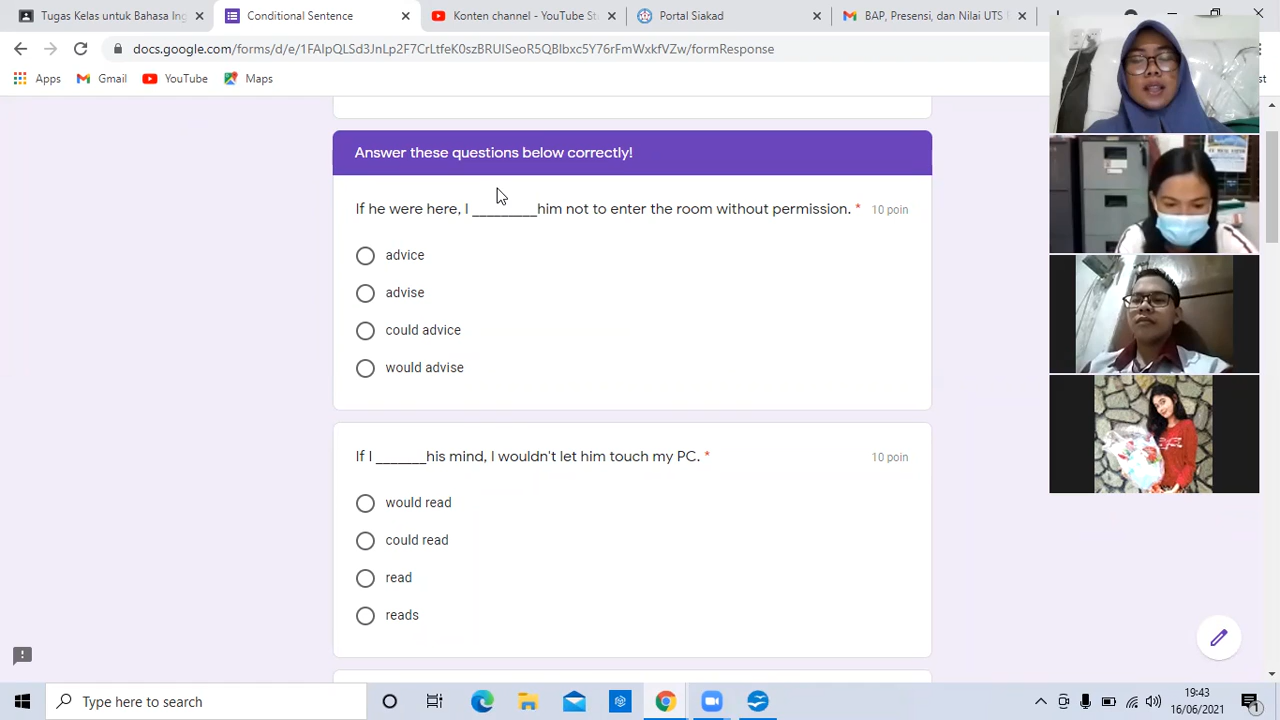 Tugas Kelas untuk Bahasa Ing
Conditional Sentence
Konten channel - YouTube St
Portal Siakad
BAP, Presensi, dan Nilai UTS
docs.google.com/forms/d/e/1FAIpQLSd3JnLp2F7CrLtfeK0szBRUISeoR5QBlbxc5Y76rFmWxkfVZw/formResponse
Apps
Gmail
YouTube
Maps
Answer these questions below correctly!
If he were here, I _________him not to enter the room without permission. * 10 poin
advice
advise
could advice
would advise
If I _______his mind, I wouldn't let him touch my PC. * 10 poin
would read
could read
read
reads
Type here to search
19:43
16/06/2021
1